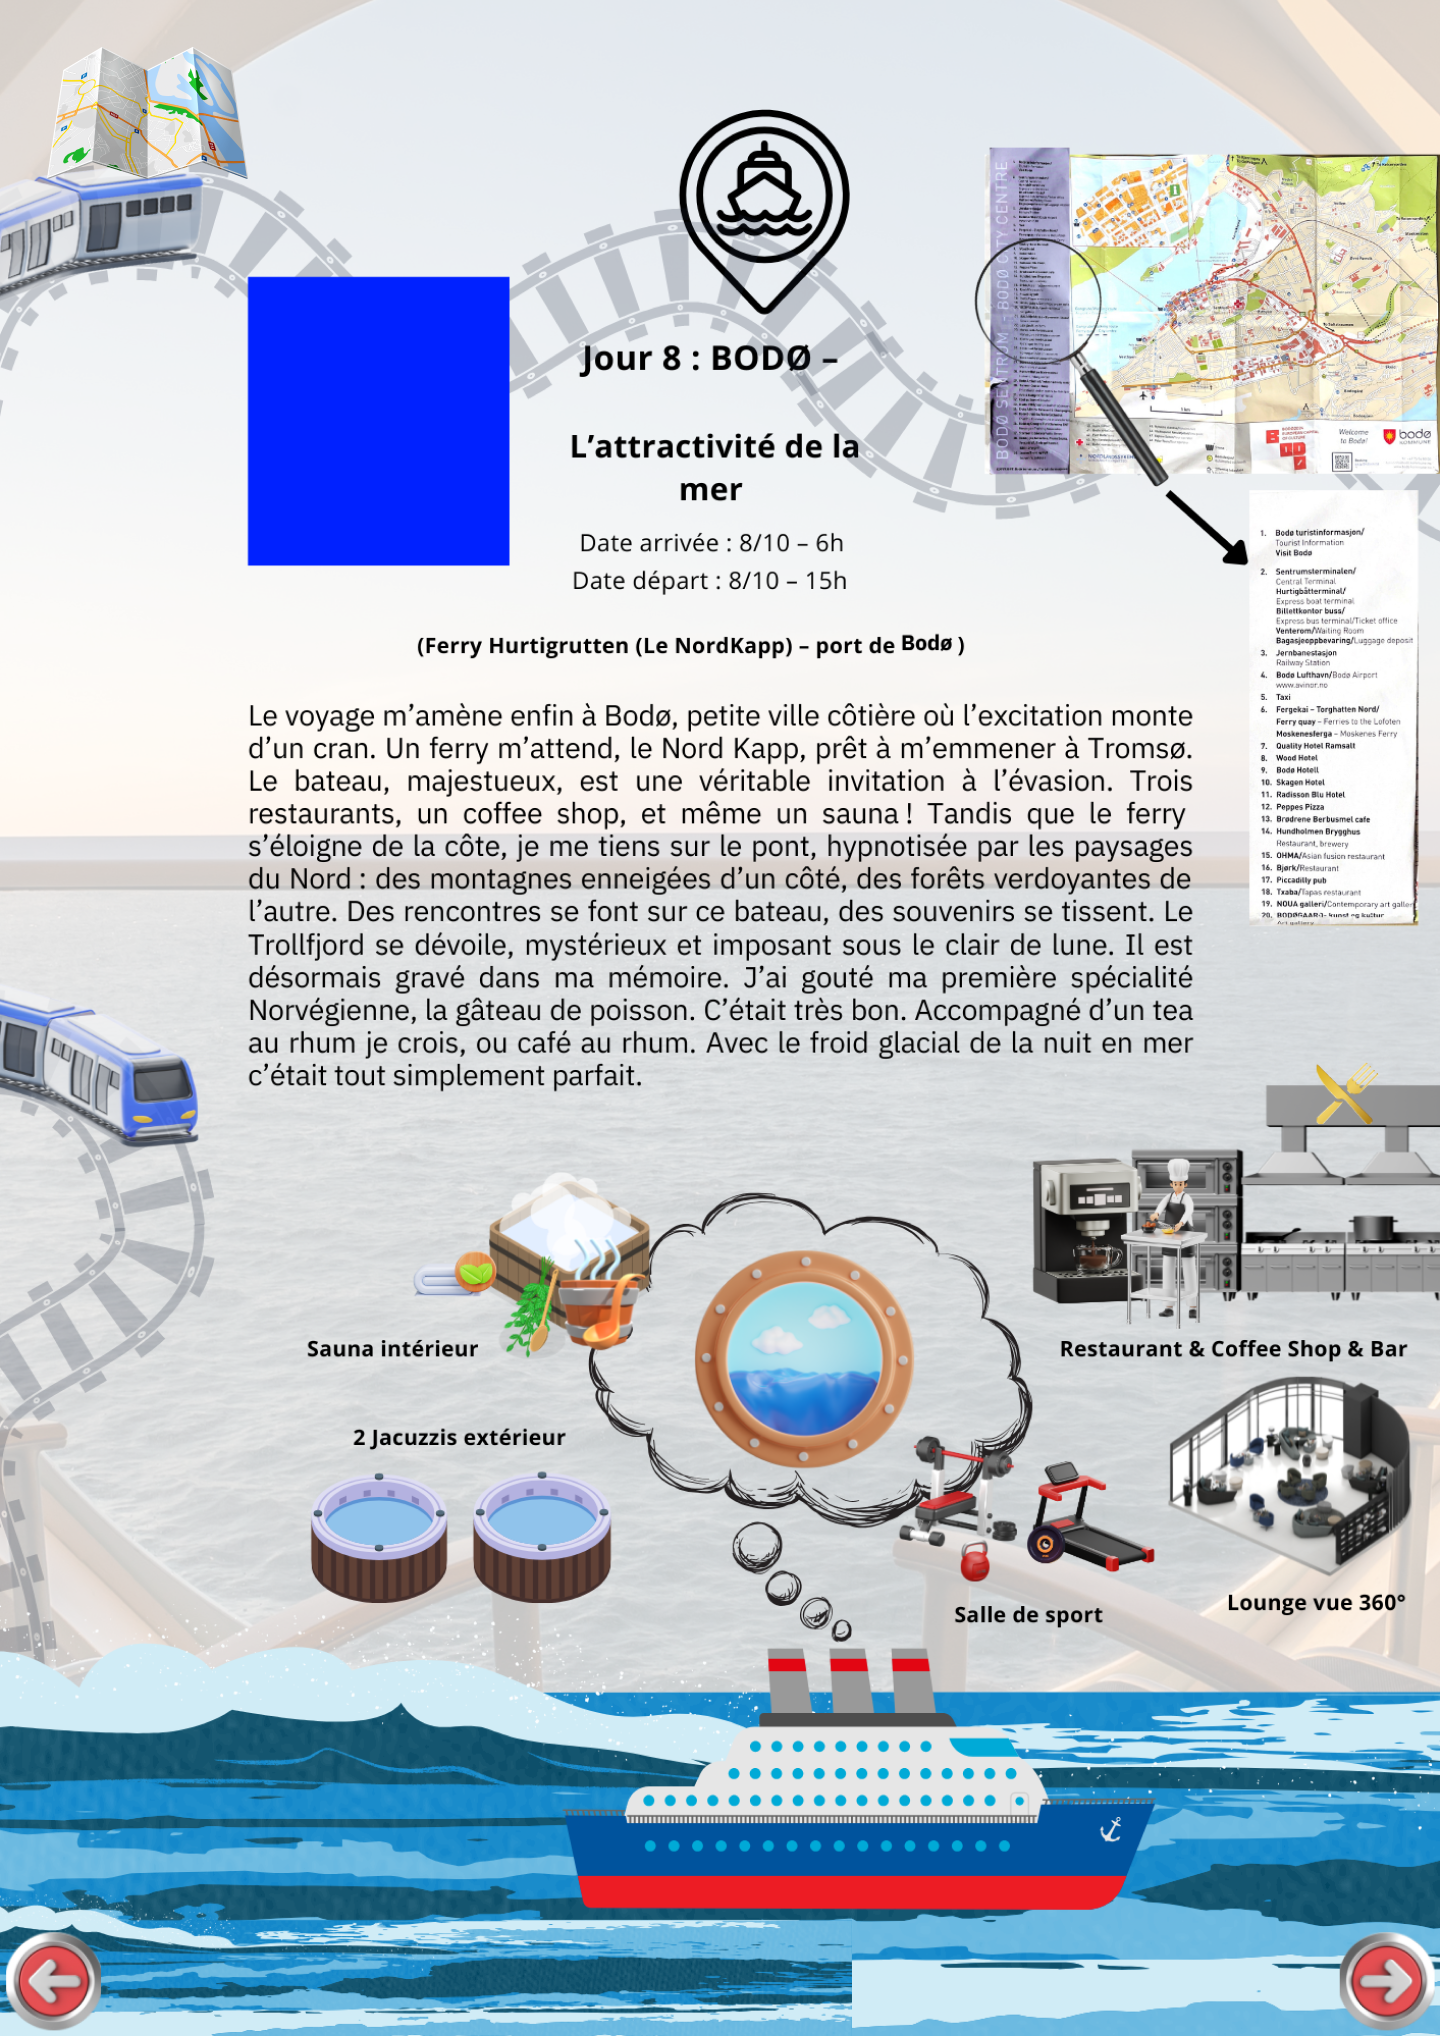 BODØ SENTRUM – BODØ CITY CENTRE
Welcome
to Bodø!
bodø
Jour 8 : BODØ –
L’attractivité de la
mer
Date arrivée : 8/10 – 6h
Date départ : 8/10 – 15h
(Ferry Hurtigrutten (Le NordKapp) – port de Bodø )
1. Bodø turistinformasjon/
Tourist Information
Visit Bodø
2. Sentrumsterminalen/
Central Terminal
Hurtigbåtterminal/
Express boat terminal
Billettkontor buss/
Express bus terminal/Ticket office
Venterom/Waiting Room
Bagasjeoppbevaring/Luggage deposit
3. Jernbanestasjon
Railway Station
4. Bodø Lufthavn/Bodø Airport
www.avinor.no
5. Taxi
6. Fergekai – Torghatten Nord/
Ferry quay – Ferries to the Lofoten
Moskenesferga – Moskenes Ferry
7. Quality Hotel Ramsalt
8. Wood Hotel
9. Bodø Hotell
10. Skagen Hotel
11. Radisson Blu Hotel
12. Peppes Pizza
13. Brødrene Berbusmel cafe
14. Hundholmen Brygghus
Restaurant, brewery
15. OHMA/Asian fusion restaurant
16. Bjørk/Restaurant
17. Piccadilly pub
18. Txaba/Tapas restaurant
19. NOUA galleri/Contemporary art galler
20. BODØGAARD- kunst og kultur
Le voyage m’amène enfin à Bodø, petite ville côtière où l’excitation monte
d’un cran. Un ferry m’attend, le Nord Kapp, prêt à m’emmener à Tromsø.
Le bateau, majestueux, est une véritable invitation à l’évasion. Trois
restaurants, un coffee shop, et même un sauna ! Tandis que le ferry
s’éloigne de la côte, je me tiens sur le pont, hypnotisée par les paysages
du Nord : des montagnes enneigées d’un côté, des forêts verdoyantes de
l’autre. Des rencontres se font sur ce bateau, des souvenirs se tissent. Le
Trollfjord se dévoile, mystérieux et imposant sous le clair de lune. Il est
désormais gravé dans ma mémoire. J’ai gouté ma première spécialité
Norvégienne, la gâteau de poisson. C’était très bon. Accompagné d’un tea
au rhum je crois, ou café au rhum. Avec le froid glacial de la nuit en mer
c’était tout simplement parfait.
Sauna intérieur
Restaurant & Coffee Shop & Bar
2 Jacuzzis extérieur
Lounge vue 360°
Salle de sport